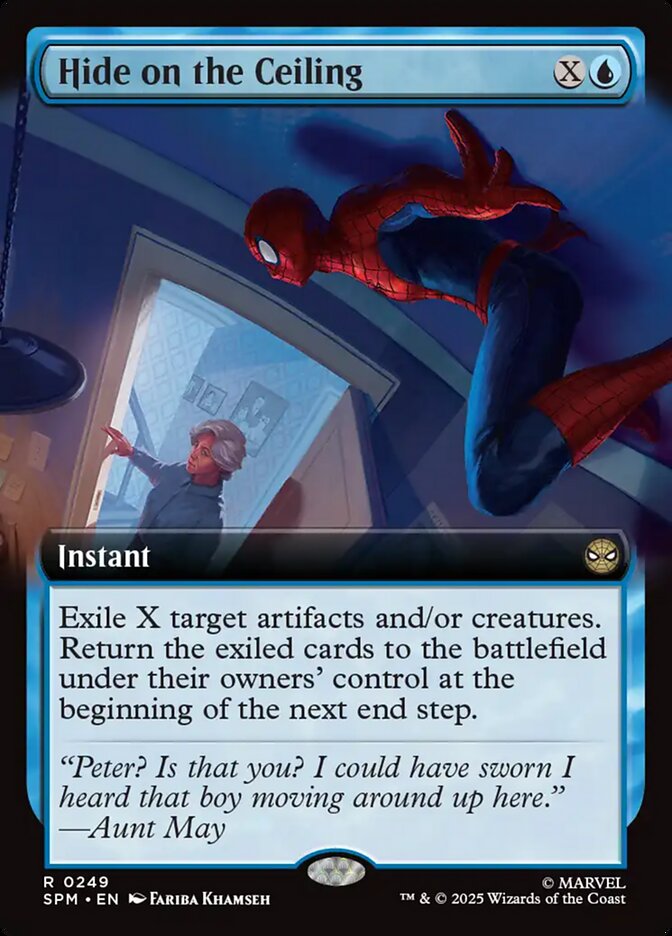 Hide on the Ceiling X
Instant
Exile X target artifacts and/or creatures.
Return the exiled cards to the battlefield
under their owners’ control at the
beginning of the next end step.
“Peter? Is that you? I could have sworn I
heard that boy moving around up here.”
—Aunt May
R 0249 © MARVEL
SPM • EN Fariba Khamseh ™ & © 2025 Wizards of the Coast